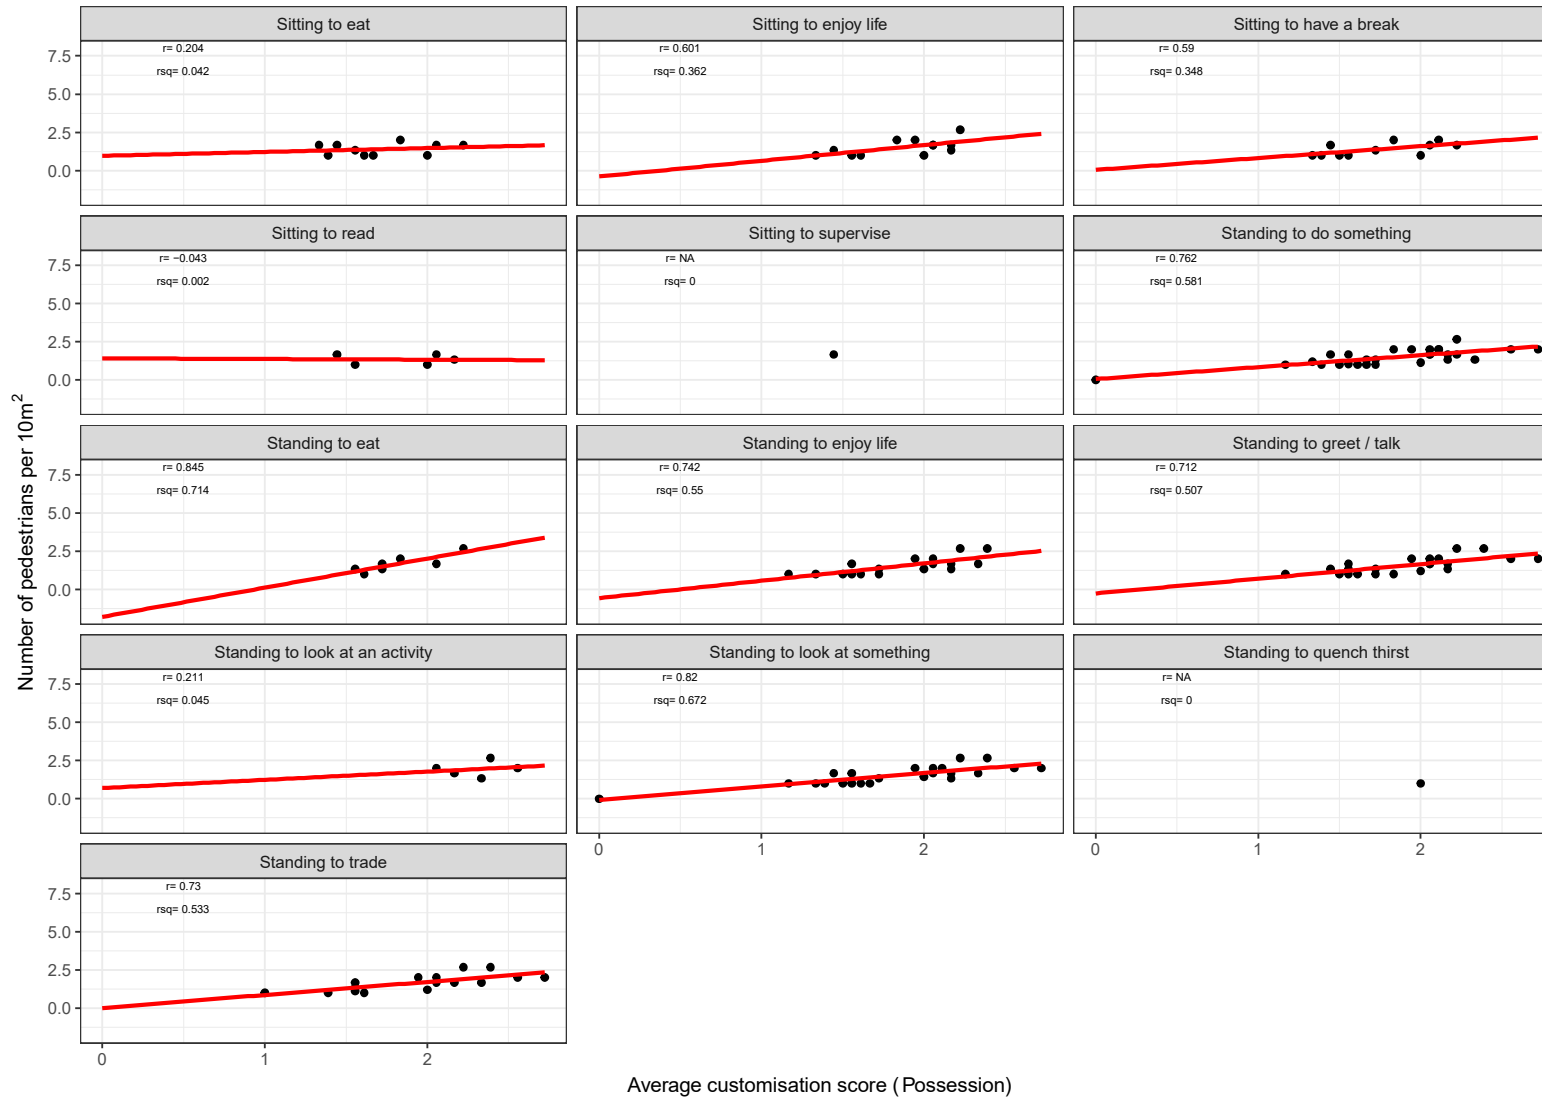 Sitting to eat
Sitting to enjoy life
Sitting to have a break
r= 0.204
rsq= 0.042
r= 0.601
rsq= 0.362
r= 0.59
rsq= 0.348
7.5
5.0
2.5
0.0
Sitting to read
Sitting to supervise
Standing to do something
r= −0.043
rsq= 0.002
r= NA
rsq= 0
r= 0.762
rsq= 0.581
7.5
5.0
2.5
0.0
Standing to eat
Standing to enjoy life
Standing to greet / talk
r= 0.845
rsq= 0.714
r= 0.742
rsq= 0.55
r= 0.712
rsq= 0.507
7.5
5.0
2.5
0.0
Number of pedestrians per 10m²
Standing to look at an activity
Standing to look at something
Standing to quench thirst
r= 0.211
rsq= 0.045
r= 0.82
rsq= 0.672
r= NA
rsq= 0
7.5
5.0
2.5
0.0
0 1 2
0 1 2
Standing to trade
r= 0.73
rsq= 0.533
7.5
5.0
2.5
0.0
0 1 2
Average customisation score (Possession)